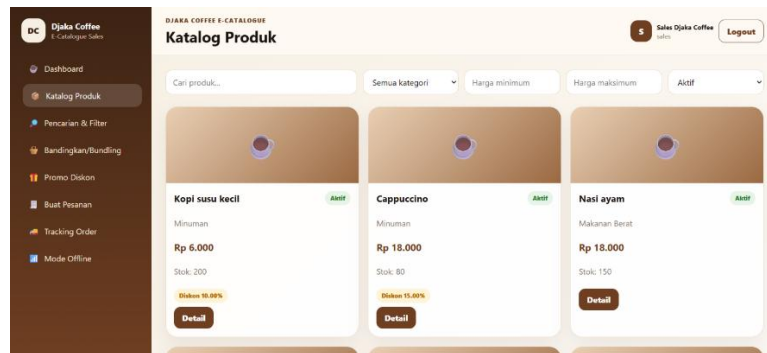 DC
Djaka Coffee
E-Catalogue Sales
Dashboard
Katalog Produk
Pencarian & Filter
Bandingkan/Bundling
Promo Diskon
Buat Pesanan
Tracking Order
Mode Offline
DJAKA COFFEE E-CATALOGUE
Katalog Produk
S
Sales Djaka Coffee
sales
Logout
Cari produk...
Semua kategori
Harga minimum
Harga maksimum
Aktif
Kopi susu kecil
Aktif
Minuman
Rp 6.000
Stok: 200
Diskon 10.00%
Detail
Cappuccino
Aktif
Minuman
Rp 18.000
Stok: 80
Diskon 15.00%
Detail
Nasi ayam
Aktif
Makanan Berat
Rp 18.000
Stok: 150
Detail